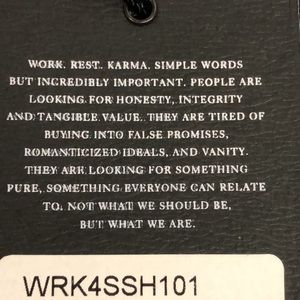 WORK. REST. KARMA. SIMPLE WORDS
BUT INCREDIBLY IMPORTANT. PEOPLE ARE
LOOKING FOR HONESTY, INTEGRITY
AND TANGIBLE VALUE. THEY ARE TIRED OF
BUYING INTO FALSE PROMISES,
ROMANTICIZED IDEALS, AND VANITY.
THEY ARE LOOKING FOR SOMETHING
PURE, SOMETHING EVERYONE CAN RELATE
TO. NOT WHAT WE SHOULD BE,
BUT WHAT WE ARE.
WRK4SSH101